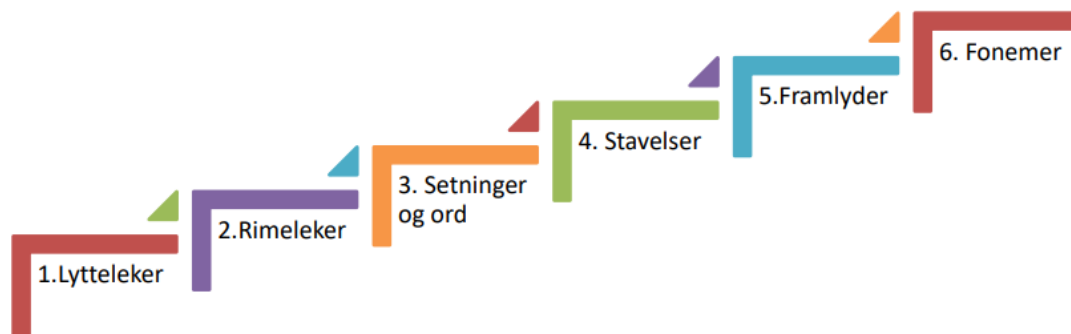 1.Lytteleker
2.Rimeleker
3. Setninger
og ord
4. Stavelser
5.Framlyder
6. Fonemer